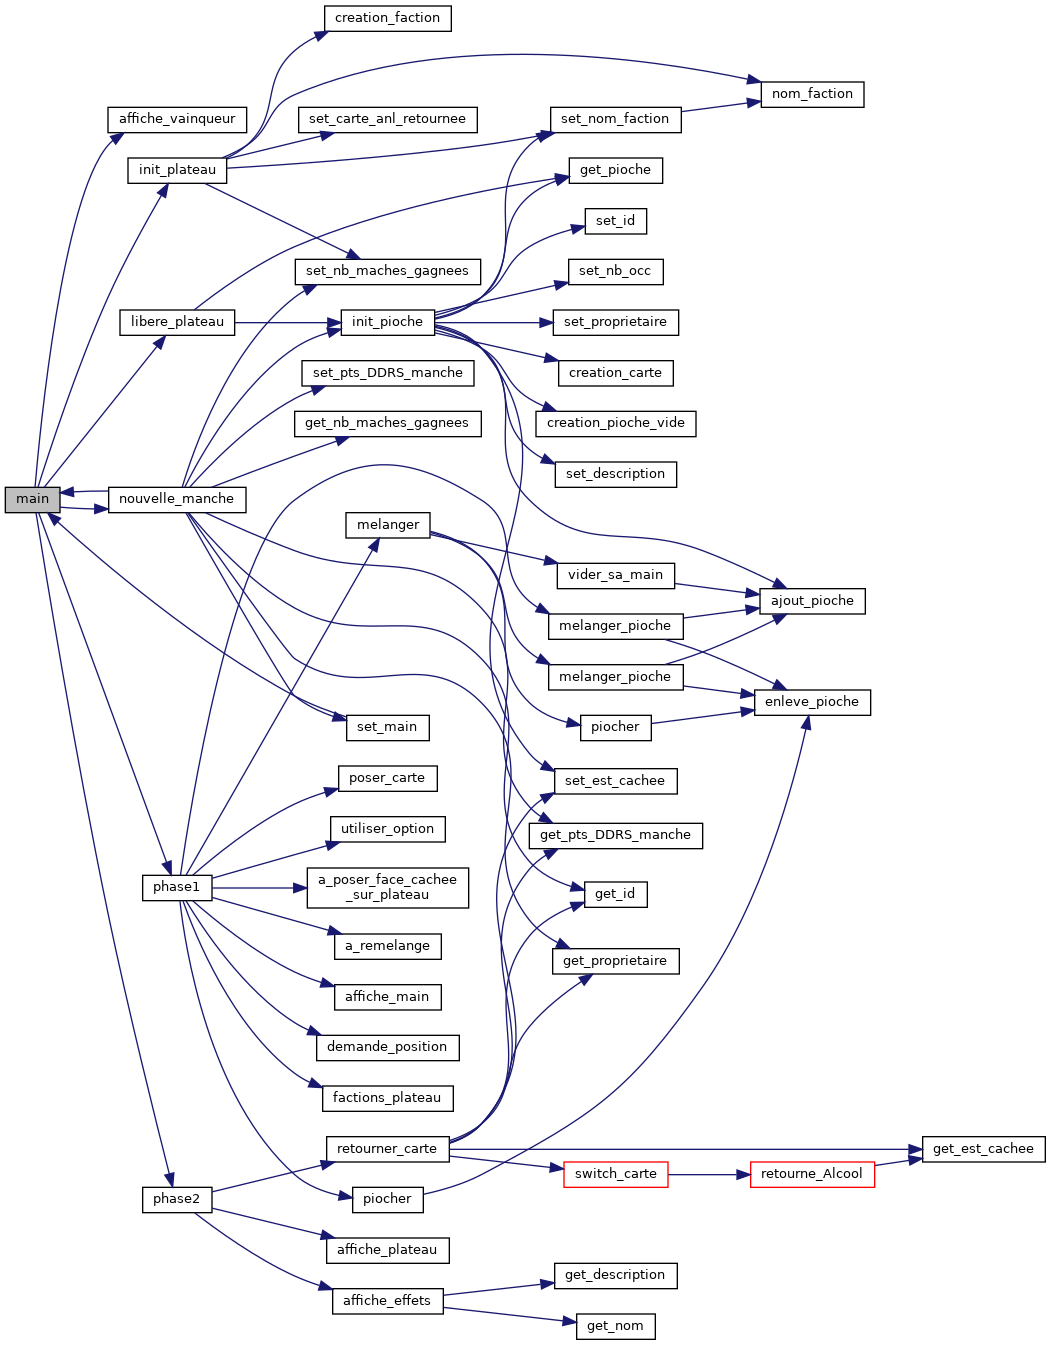 creation_faction
nom_faction
affiche_vainqueur
set_carte_anl_retournee
set_nom_faction
init_plateau
get_pioche
set_id
set_nb_maches_gagnees
set_nb_occ
libere_plateau
init_pioche
set_proprietaire
set_pts_DDRS_manche
creation_carte
get_nb_maches_gagnees
creation_pioche_vide
set_description
main
nouvelle_manche
melanger
vider_sa_main
ajout_pioche
melanger_pioche
melanger_pioche
enleve_pioche
set_main
piocher
poser_carte
set_est_cachee
utiliser_option
get_pts_DDRS_manche
phase1
a_poser_face_cachee
_sur_plateau
get_id
a_remelange
get_proprietaire
affiche_main
demande_position
factions_plateau
retourner_carte
get_est_cachee
switch_carte
retourne_Alcool
phase2
piocher
affiche_plateau
get_description
affiche_effets
get_nom